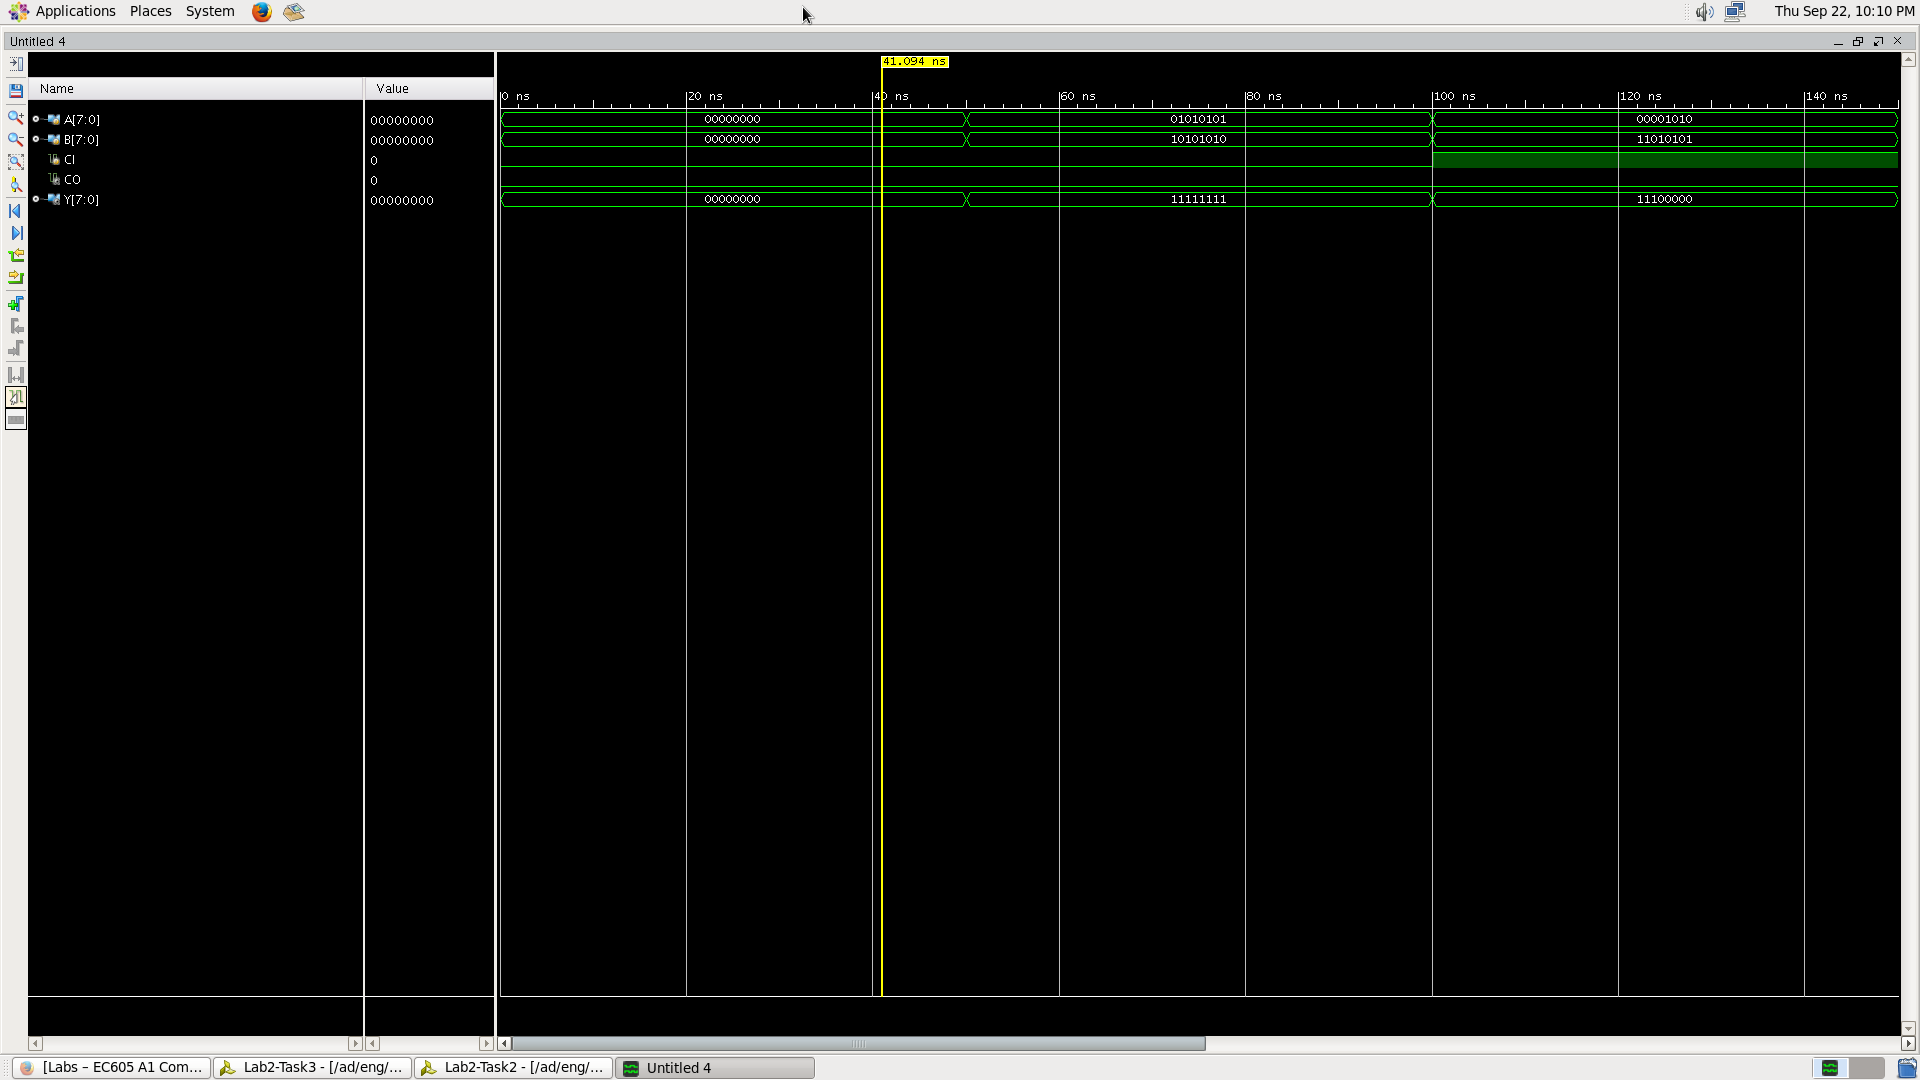 Applications Places System Thu Sep 22, 10:10 PM
Untitled 4
41.094 ns
Name Value 0 ns 20 ns 40 ns 60 ns 80 ns 100 ns 120 ns 140 ns
A[7:0] 00000000 00000000 01010101 00001010
B[7:0] 00000000 00000000 10101010 11010101
CI 0
CO 0
Y[7:0] 00000000 00000000 11111111 11100000
[Labs – EC605 A1 Com... Lab2-Task3 - [/ad/eng/... Lab2-Task2 - [/ad/eng/... Untitled 4